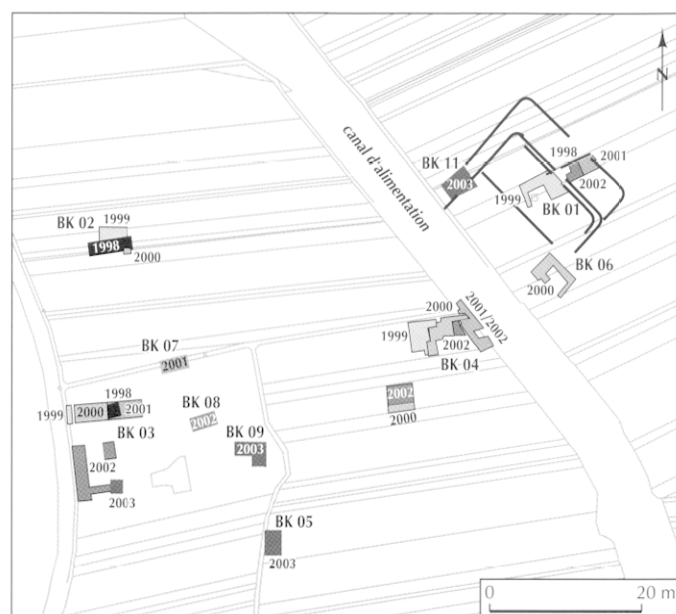 N
canal d'alimentation
BK 11
2003
1998
2001
2002
1999
BK 01
BK 02
1999
1998
2000
BK 06
2000
2000
2001/2002
1999
2002
BK 04
BK 07
2001
1998
1999
2000
2001
BK 03
BK 08
2002
2002
2000
BK 09
2003
2002
2003
BK 05
2003
0
20 m